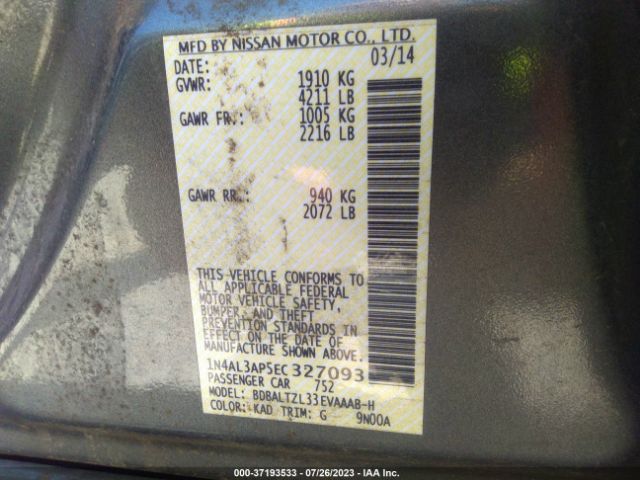 MFD BY NISSAN MOTOR CO., LTD.
DATE: 03/14
GVWR: 1910 KG
4211 LB
GAWR FR.: 1005 KG
2216 LB
GAWR RR.: 940 KG
2072 LB
THIS VEHICLE CONFORMS TO
ALL APPLICABLE FEDERAL
MOTOR VEHICLE SAFETY,
BUMPER, AND THEFT
PREVENTION STANDARDS IN
EFFECT ON THE DATE OF
MANUFACTURE SHOWN ABOVE.
1N4AL3AP5EC327093
PASSENGER CAR 752
MODEL: BDBALTZL33EVAAAB-H
COLOR: KAD TRIM: G 9N00A
000-37193533 - 07/26/2023 - IAA Inc.